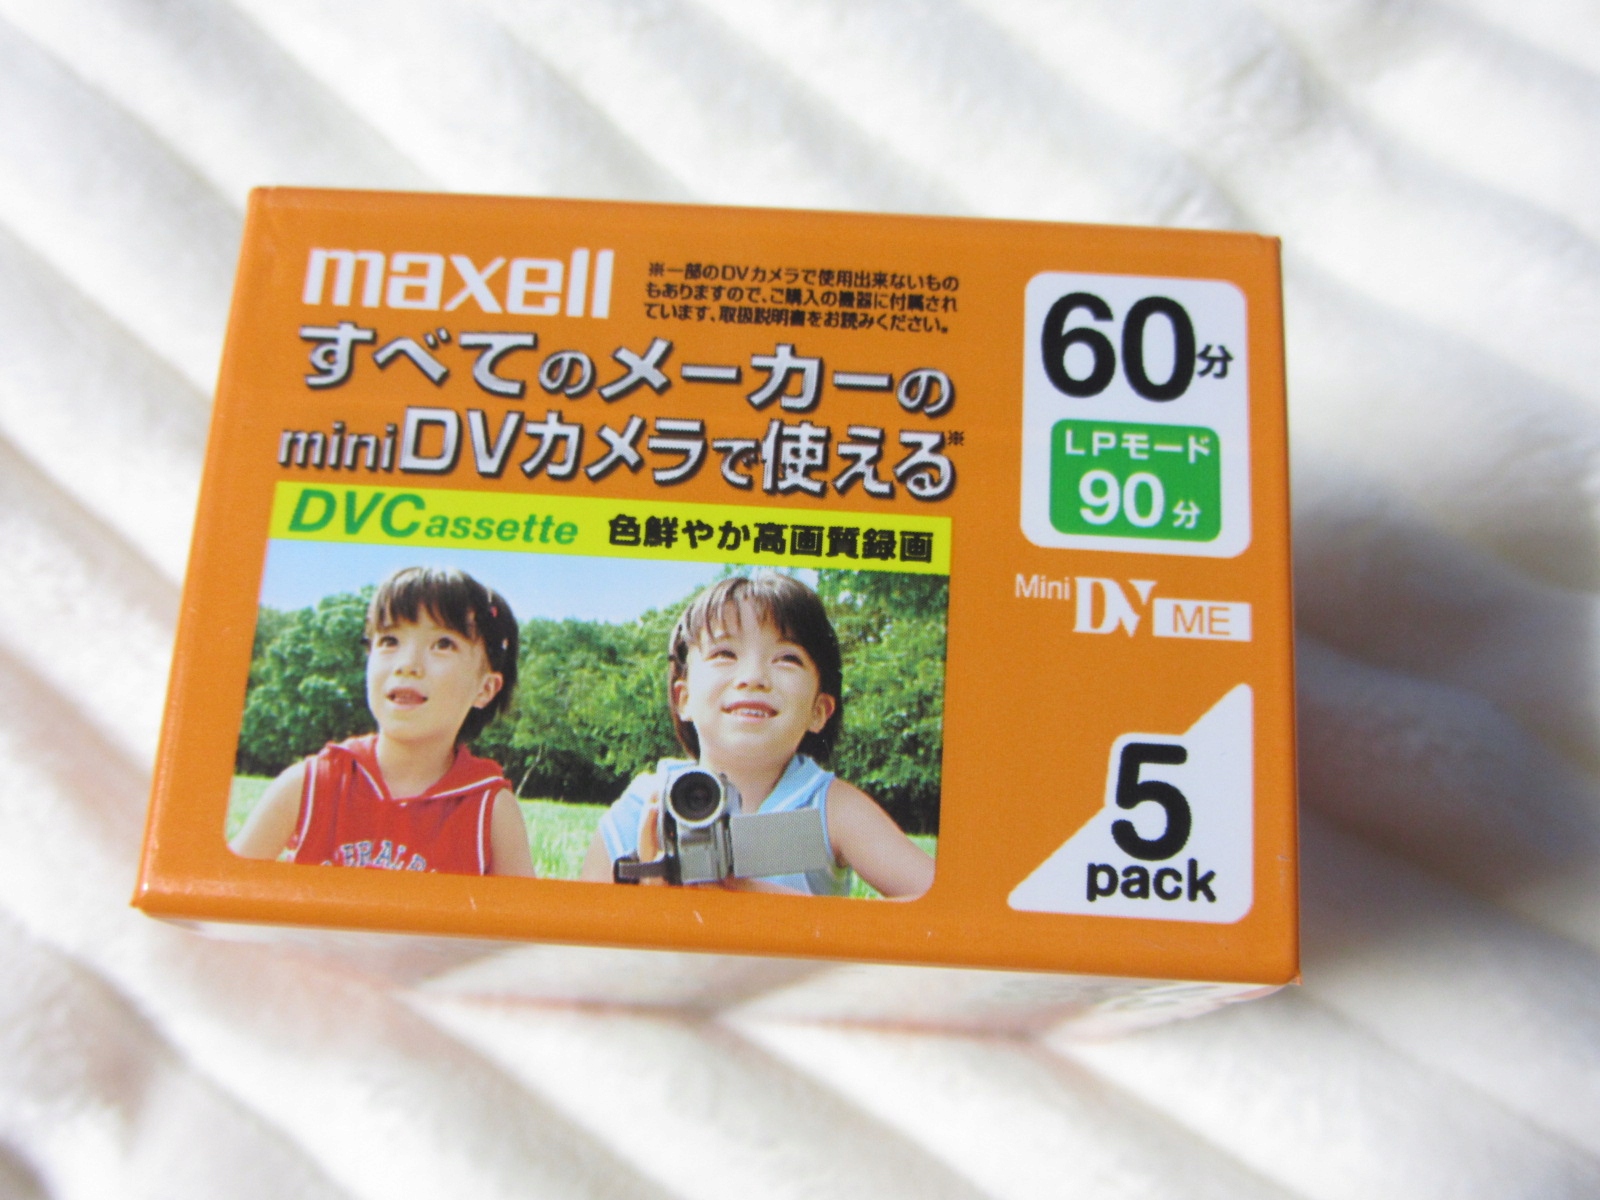 maxell
※一部のDVカメラで使用出来ないもの
もありますので、ご購入の機器に付属され
ています、取扱説明書をお読みください。
すべてのメーカーの
miniDVカメラで使える※
DVCassette 色鮮やか高画質録画
60分
LPモード
90分
Mini DV ME
5
pack